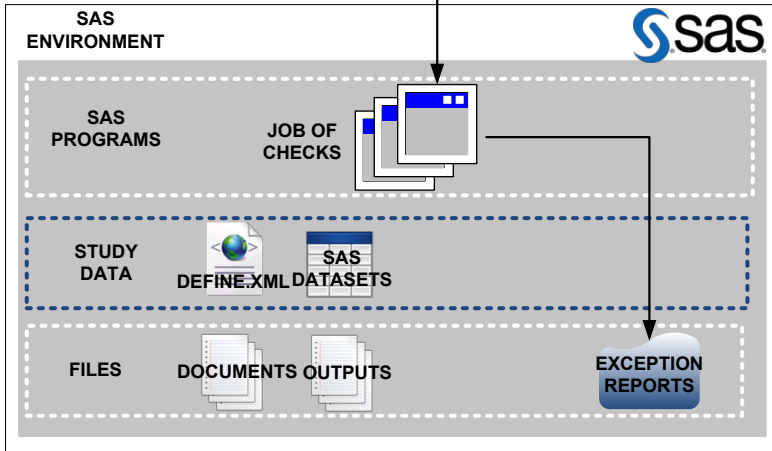 SAS
ENVIRONMENT
sas
SAS
PROGRAMS
JOB OF
CHECKS
STUDY
DATA
DEFINE.XML
SAS
DATASETS
FILES
DOCUMENTS
OUTPUTS
EXCEPTION
REPORTS